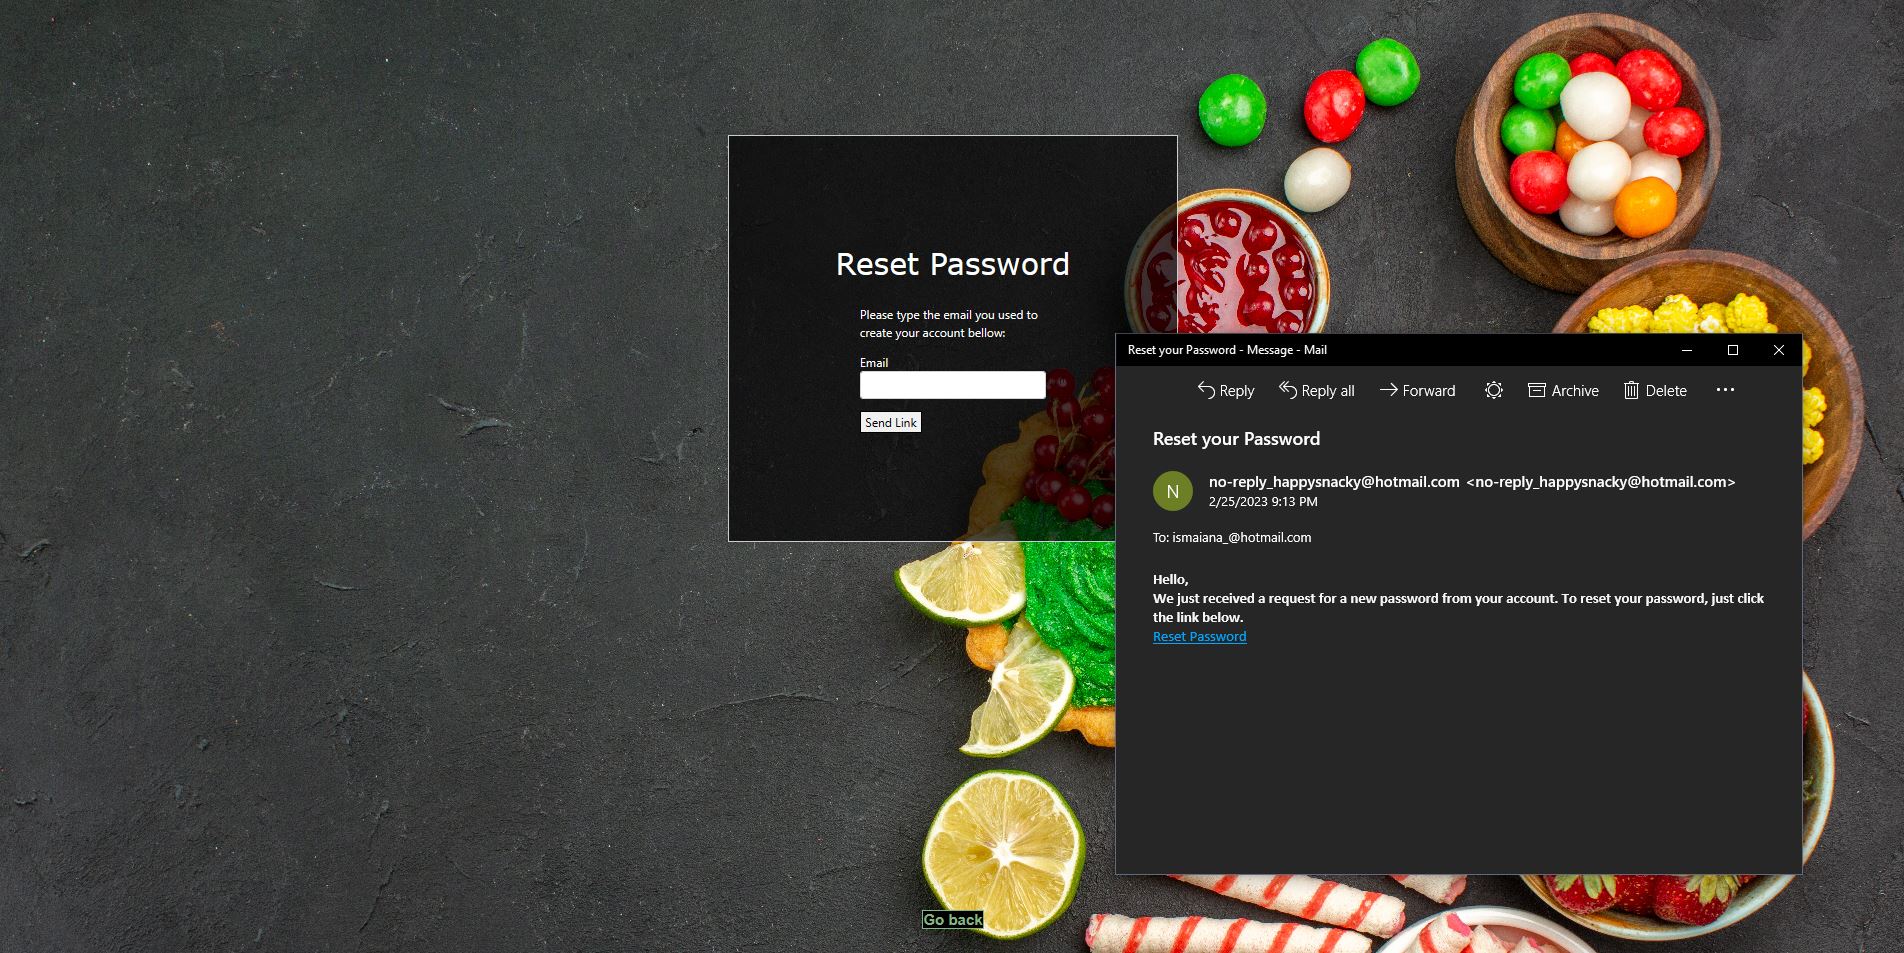 Reset Password
Please type the email you used to
create your account bellow:
Email
Send Link
Go back
Reset your Password - Message - Mail
Reply
Reply all
Forward
Archive
Delete
Reset your Password
N
no-reply_happysnacky@hotmail.com <no-reply_happysnacky@hotmail.com>
2/25/2023 9:13 PM
To: ismaiana_@hotmail.com
Hello,
We just received a request for a new password from your account. To reset your password, just click
the link below.
Reset Password